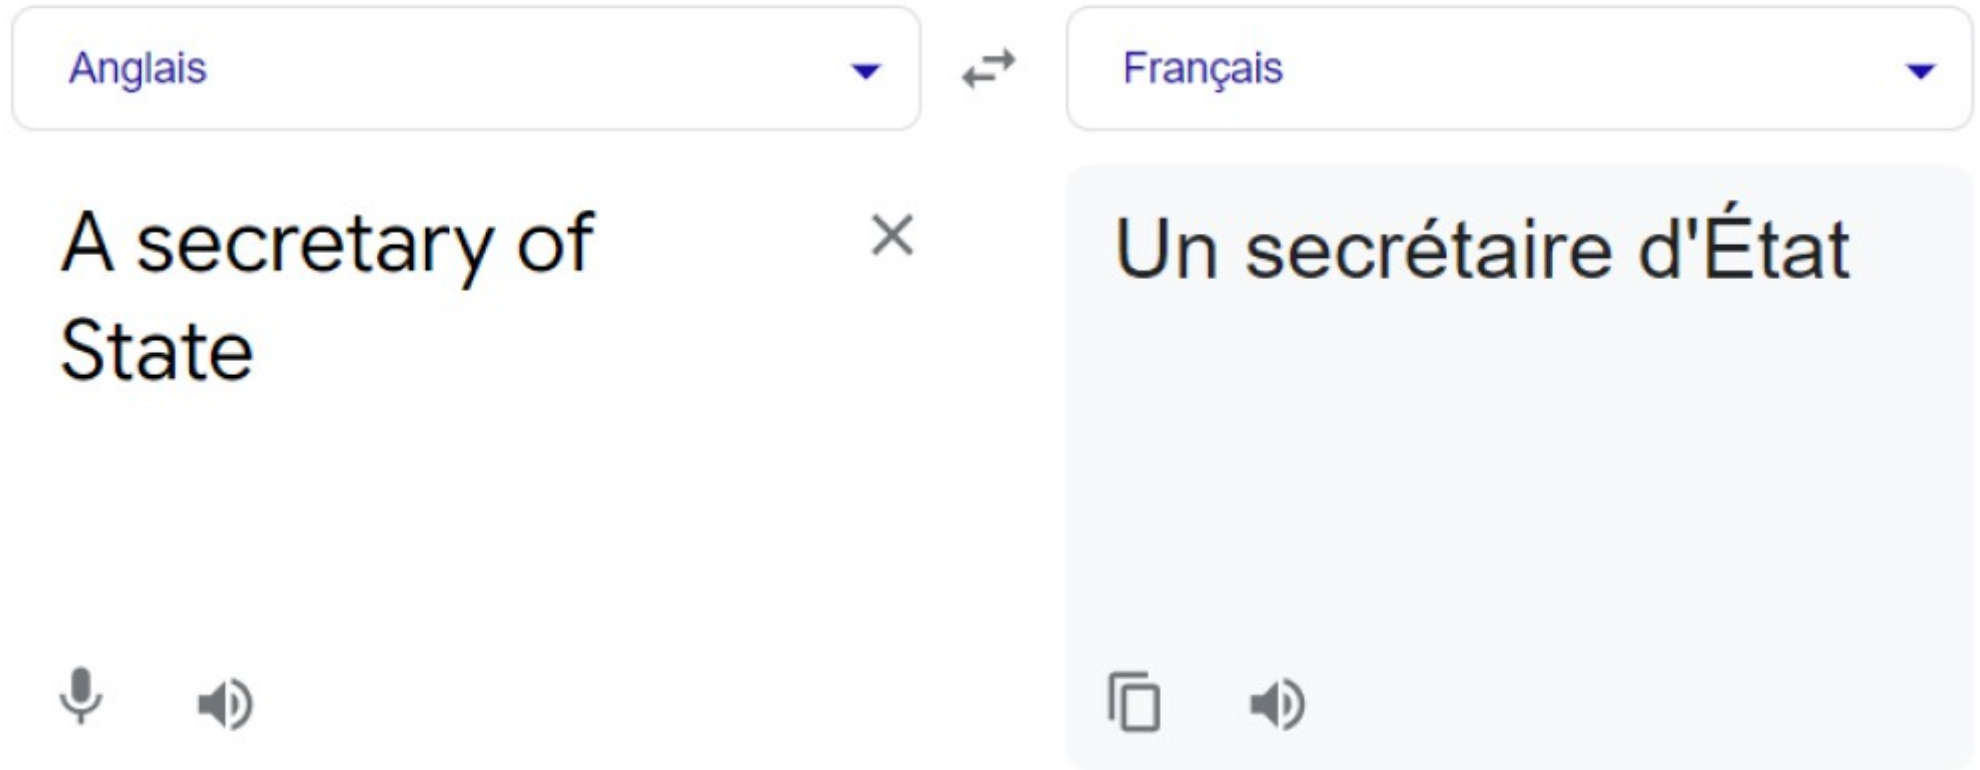 Anglais
Français
A secretary of
State
Un secrétaire d'État